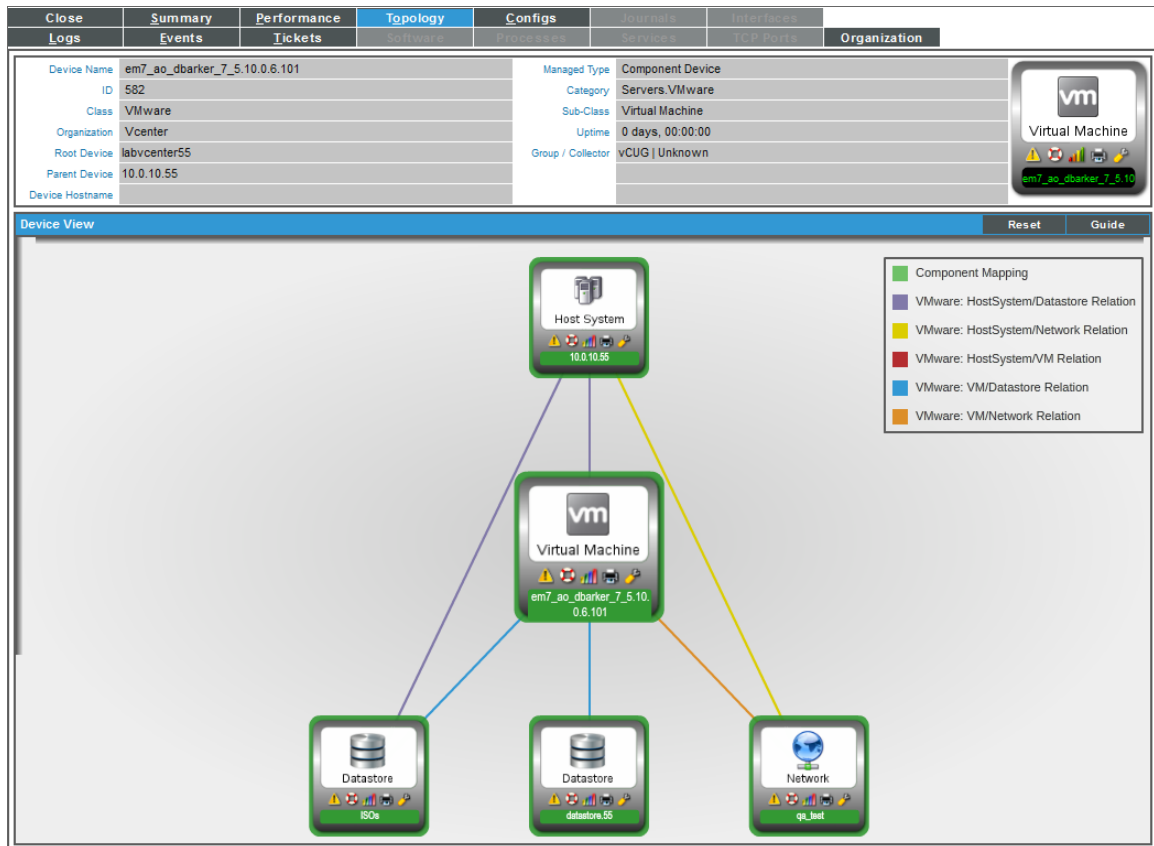 Close Summary Performance Topology Configs Journals Interfaces
Logs Events Tickets Software Processes Services TCP Ports Organization
Device Name em7_ao_dbarker_7_5.10.0.6.101 Managed Type Component Device
ID 582 Category Servers.VMware
Class VMware Sub-Class Virtual Machine
Organization Vcenter Uptime 0 days, 00:00:00
Root Device labvcenter55 Group / Collector vCUG | Unknown
Parent Device 10.0.10.55
Device Hostname
vm
Virtual Machine
em7_ao_dbarker_7_5.10
Device View Reset Guide
Component Mapping
VMware: HostSystem/Datastore Relation
VMware: HostSystem/Network Relation
VMware: HostSystem/VM Relation
VMware: VM/Datastore Relation
VMware: VM/Network Relation
Host System
10.0.10.55
vm
Virtual Machine
em7_ao_dbarker_7_5.10.
0.6.101
Datastore Datastore Network
ISOs datastore.55 qa_test